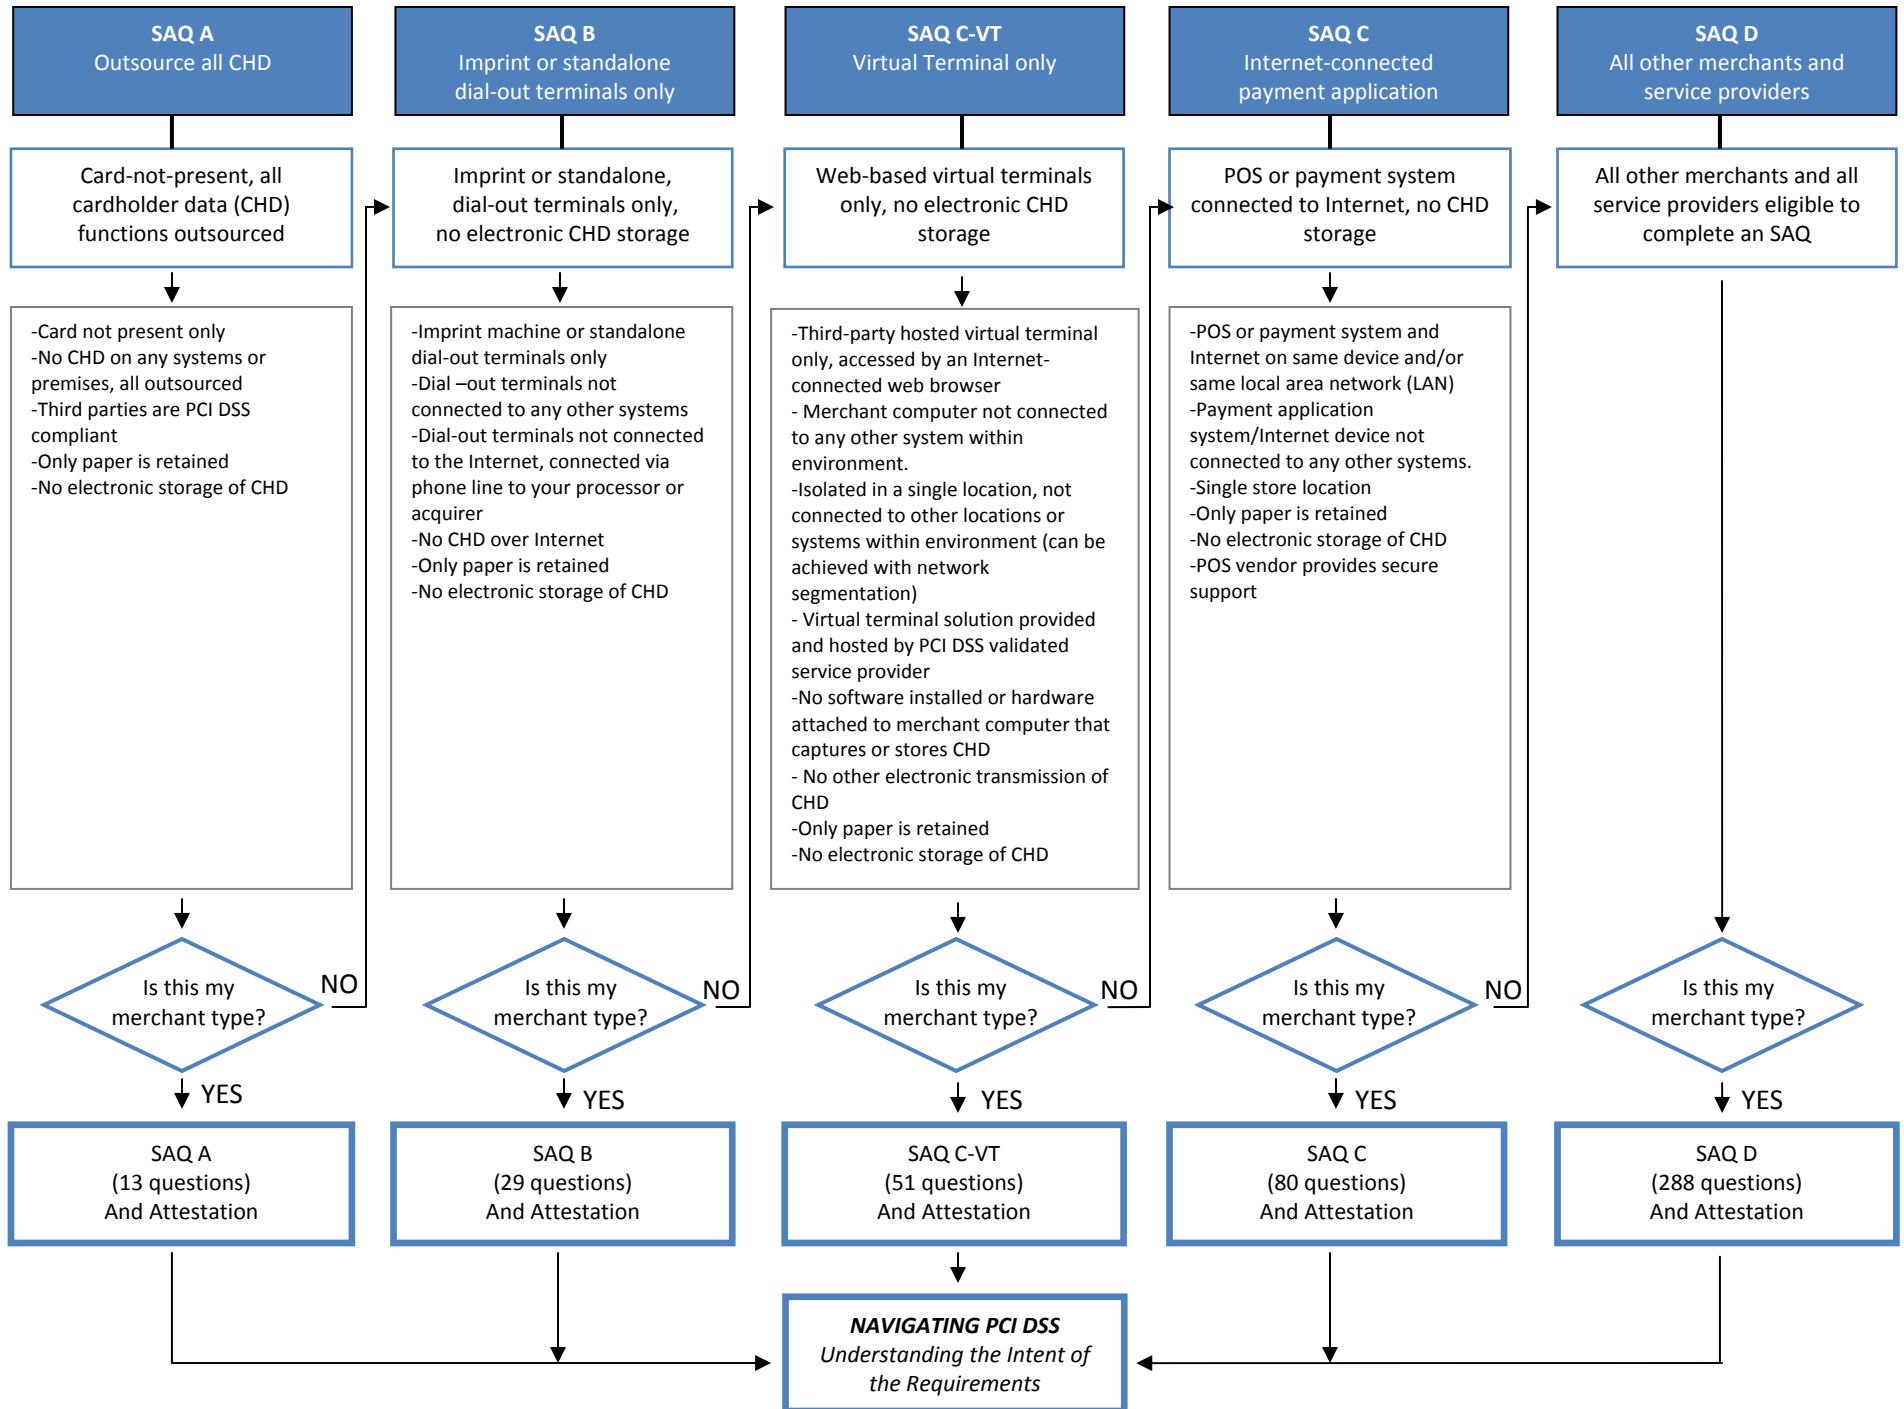 SAQ A
Outsource all CHD
SAQ B
Imprint or standalone
dial-out terminals only
SAQ C-VT
Virtual Terminal only
SAQ C
Internet-connected
payment application
SAQ D
All other merchants and
service providers
Card-not-present, all
cardholder data (CHD)
functions outsourced
Imprint or standalone,
dial-out terminals only,
no electronic CHD storage
Web-based virtual terminals
only, no electronic CHD
storage
POS or payment system
connected to Internet, no CHD
storage
All other merchants and all
service providers eligible to
complete an SAQ
-Card not present only
-No CHD on any systems or
premises, all outsourced
-Third parties are PCI DSS
compliant
-Only paper is retained
-No electronic storage of CHD
-Imprint machine or standalone
dial-out terminals only
-Dial –out terminals not
connected to any other systems
-Dial-out terminals not connected
to the Internet, connected via
phone line to your processor or
acquirer
-No CHD over Internet
-Only paper is retained
-No electronic storage of CHD
-Third-party hosted virtual terminal
only, accessed by an Internet-
connected web browser
- Merchant computer not connected
to any other system within
environment.
-Isolated in a single location, not
connected to other locations or
systems within environment (can be
achieved with network
segmentation)
- Virtual terminal solution provided
and hosted by PCI DSS validated
service provider
-No software installed or hardware
attached to merchant computer that
captures or stores CHD
- No other electronic transmission of
CHD
-Only paper is retained
-No electronic storage of CHD
-POS or payment system and
Internet on same device and/or
same local area network (LAN)
-Payment application
system/Internet device not
connected to any other systems.
-Single store location
-Only paper is retained
-No electronic storage of CHD
-POS vendor provides secure
support
Is this my
merchant type?
NO
Is this my
merchant type?
NO
Is this my
merchant type?
NO
Is this my
merchant type?
NO
Is this my
merchant type?
YES
YES
YES
YES
YES
SAQ A
(13 questions)
And Attestation
SAQ B
(29 questions)
And Attestation
SAQ C-VT
(51 questions)
And Attestation
SAQ C
(80 questions)
And Attestation
SAQ D
(288 questions)
And Attestation
NAVIGATING PCI DSS
Understanding the Intent of
the Requirements